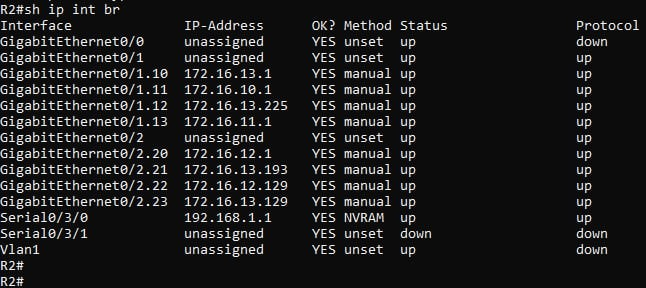 R2#sh ip int br
Interface IP-Address OK? Method Status Protocol
GigabitEthernet0/0 unassigned YES unset up down
GigabitEthernet0/1 unassigned YES unset up up
GigabitEthernet0/1.10 172.16.13.1 YES manual up up
GigabitEthernet0/1.11 172.16.10.1 YES manual up up
GigabitEthernet0/1.12 172.16.13.225 YES manual up up
GigabitEthernet0/1.13 172.16.11.1 YES manual up up
GigabitEthernet0/2 unassigned YES unset up up
GigabitEthernet0/2.20 172.16.12.1 YES manual up up
GigabitEthernet0/2.21 172.16.13.193 YES manual up up
GigabitEthernet0/2.22 172.16.12.129 YES manual up up
GigabitEthernet0/2.23 172.16.13.129 YES manual up up
Serial0/3/0 192.168.1.1 YES NVRAM up up
Serial0/3/1 unassigned YES unset down down
Vlan1 unassigned YES unset up down
R2#
R2#